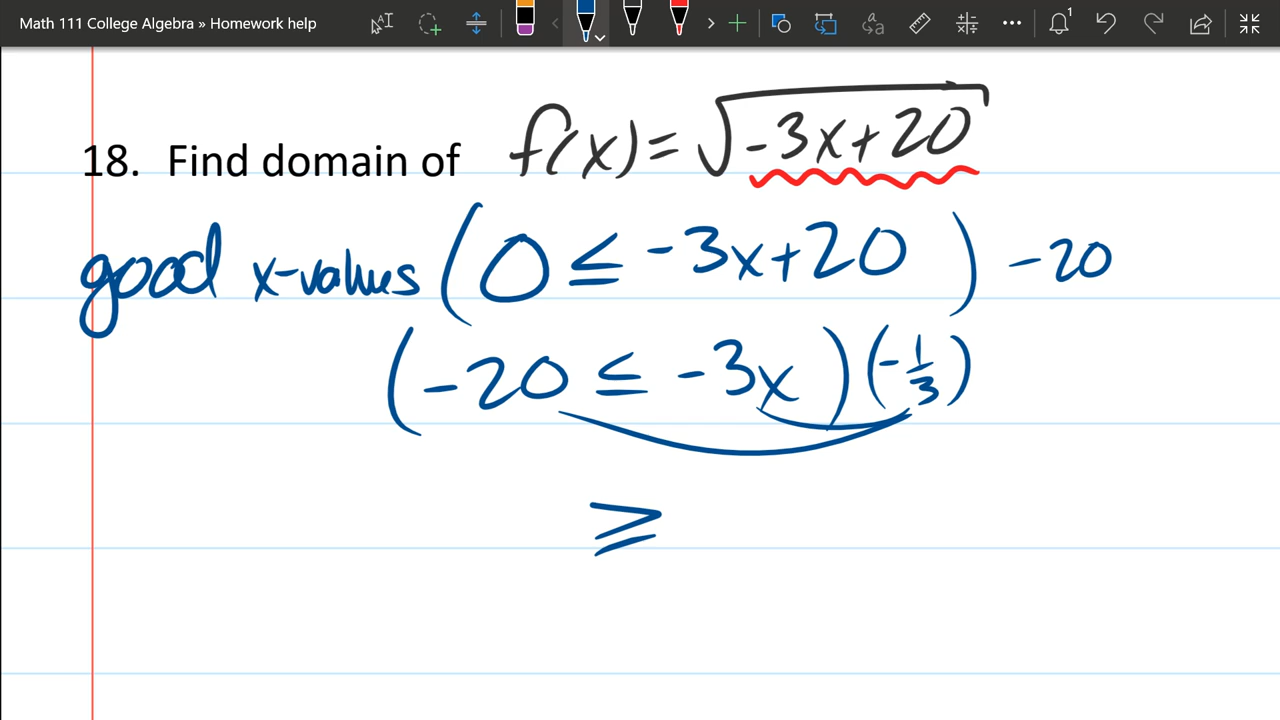 Math 111 College Algebra » Homework help
18. Find domain of f(x) = √-3x+20
good x-values (0 ≤ -3x+20) -20
(-20 ≤ -3x)(-1/3)
≥